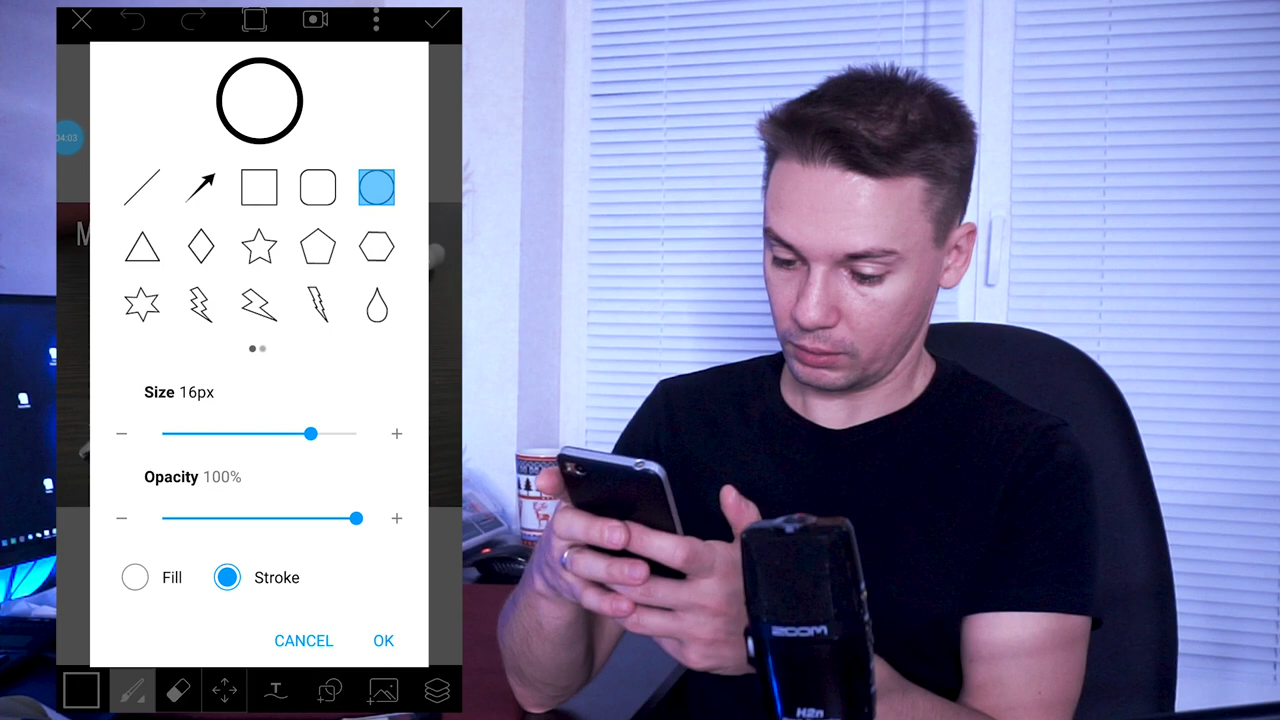 04:03
M
Size 16px
Opacity 100%
Fill
Stroke
CANCEL
OK
T
zoom
H2n